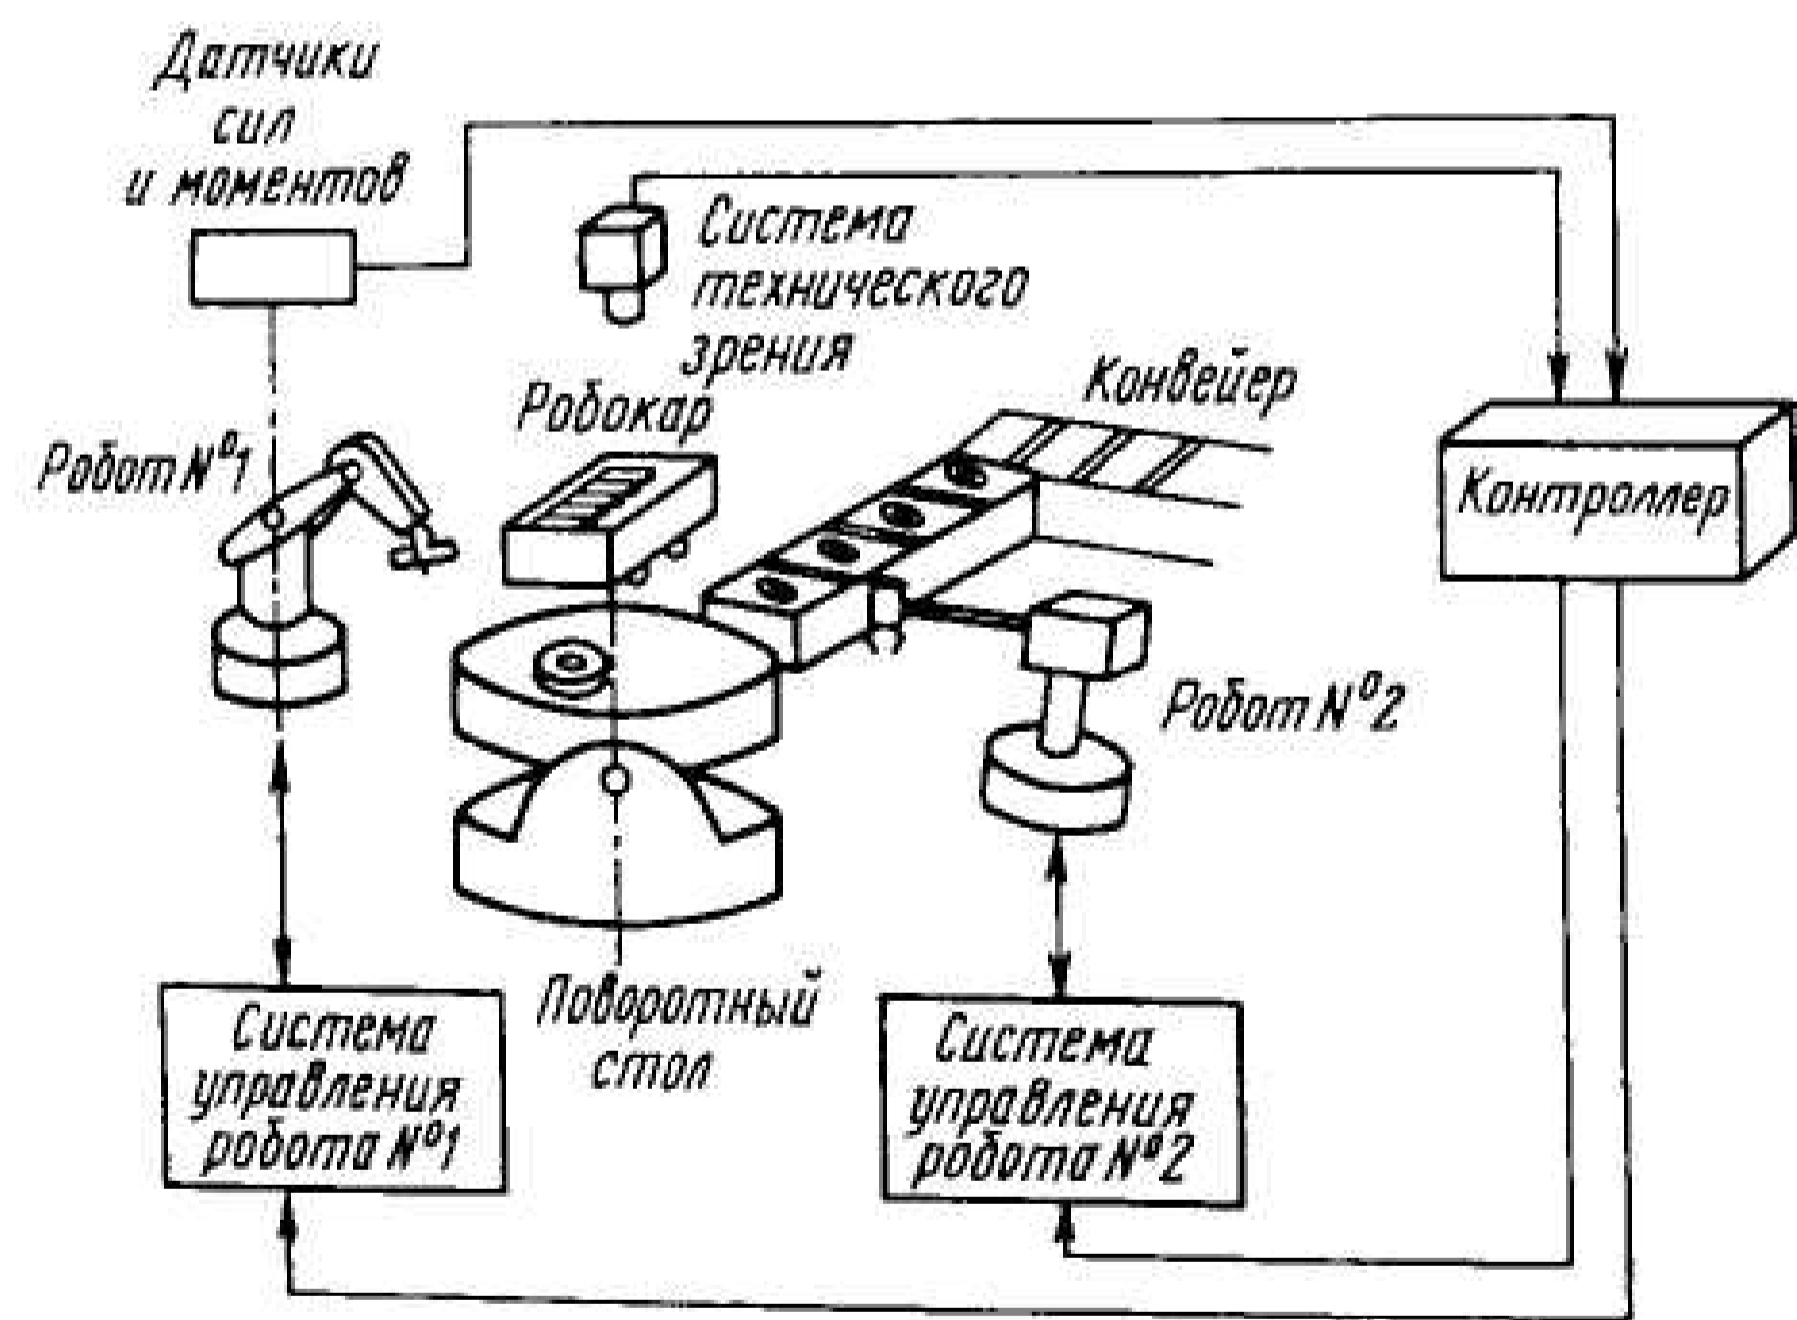 Датчики
сил
и моментов
Система
технического
зрения
Робокар
Конвейер
Робот №1
Контроллер
Робот №2
Поворотный
стол
Система
управления
робота №1
Система
управления
робота №2